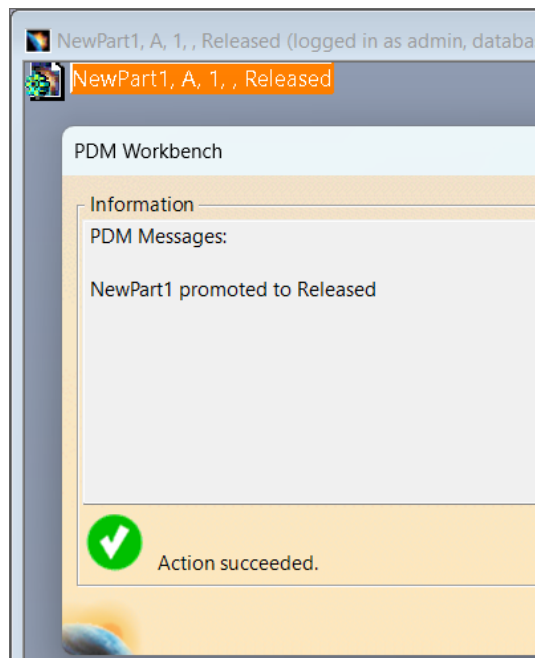 NewPart1, A, 1, , Released (logged in as admin, databa
NewPart1, A, 1, , Released
PDM Workbench
Information
PDM Messages:
NewPart1 promoted to Released
Action succeeded.